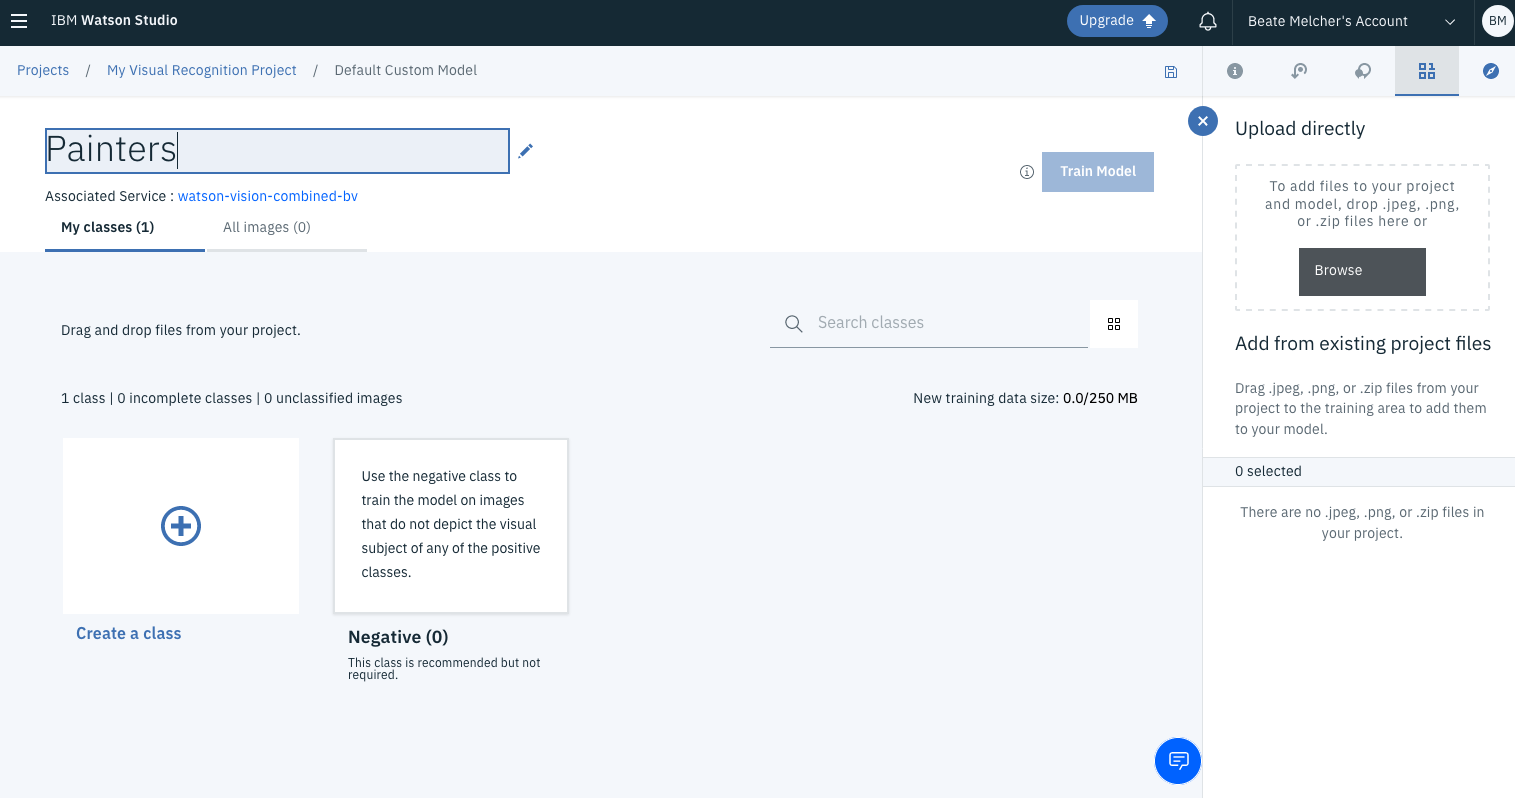 IBM Watson Studio
Upgrade
Beate Melcher's Account
BM
Projects / My Visual Recognition Project / Default Custom Model
Painters
Train Model
Associated Service : watson-vision-combined-bv
My classes (1)
All images (0)
Drag and drop files from your project.
Search classes
1 class | 0 incomplete classes | 0 unclassified images
New training data size: 0.0/250 MB
Create a class
Use the negative class to
train the model on images
that do not depict the visual
subject of any of the positive
classes.
Negative (0)
This class is recommended but not
required.
Upload directly
To add files to your project
and model, drop .jpeg, .png,
or .zip files here or
Browse
Add from existing project files
Drag .jpeg, .png, or .zip files from your
project to the training area to add them
to your model.
0 selected
There are no .jpeg, .png, or .zip files in
your project.